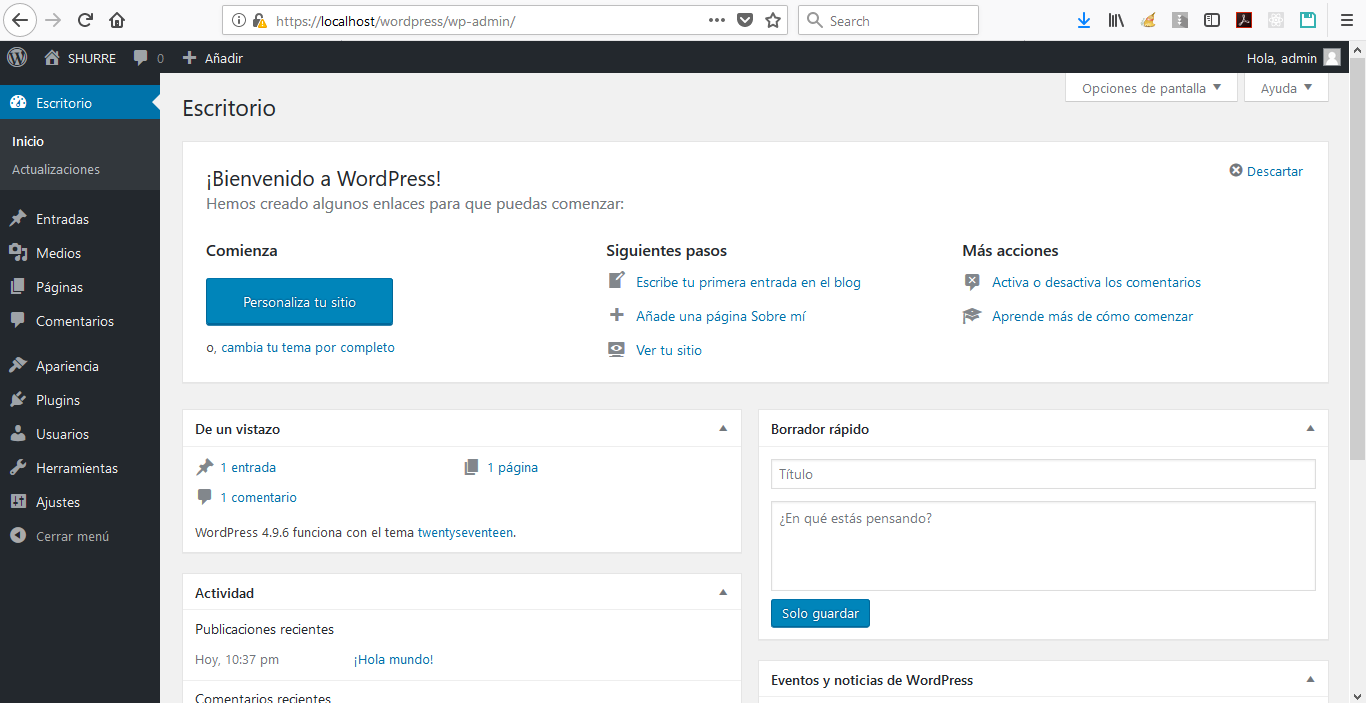 https://localhost/wordpress/wp-admin/
Search
SHURRE
0
Añadir
Hola, admin
Escritorio
Inicio
Actualizaciones
Entradas
Medios
Páginas
Comentarios
Apariencia
Plugins
Usuarios
Herramientas
Ajustes
Cerrar menú
Opciones de pantalla
Ayuda
Escritorio
¡Bienvenido a WordPress!
Descartar
Hemos creado algunos enlaces para que puedas comenzar:
Comienza
Personaliza tu sitio
o, cambia tu tema por completo
Siguientes pasos
Escribe tu primera entrada en el blog
Añade una página Sobre mí
Ver tu sitio
Más acciones
Activa o desactiva los comentarios
Aprende más de cómo comenzar
De un vistazo
1 entrada
1 página
1 comentario
WordPress 4.9.6 funciona con el tema twentyseventeen.
Actividad
Publicaciones recientes
Hoy, 10:37 pm
¡Hola mundo!
Comentarios recientes
Borrador rápido
Título
¿En qué estás pensando?
Solo guardar
Eventos y noticias de WordPress